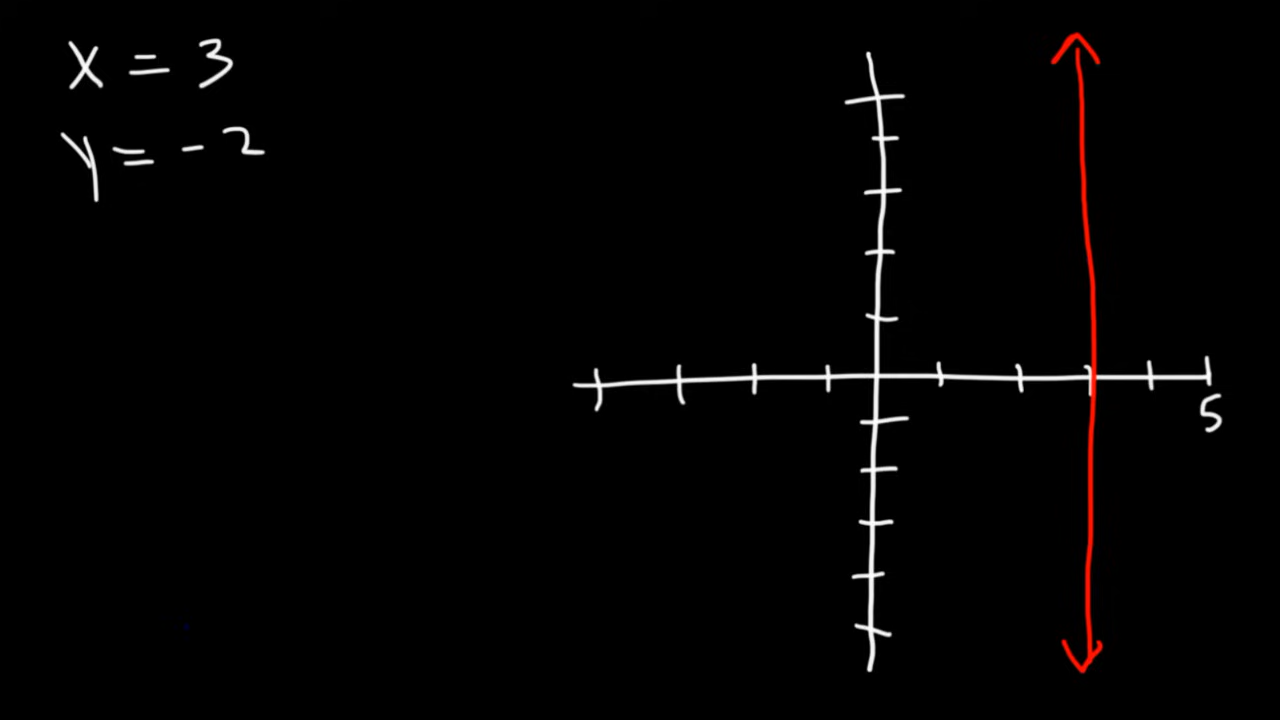 x = 3
y = - 2
5